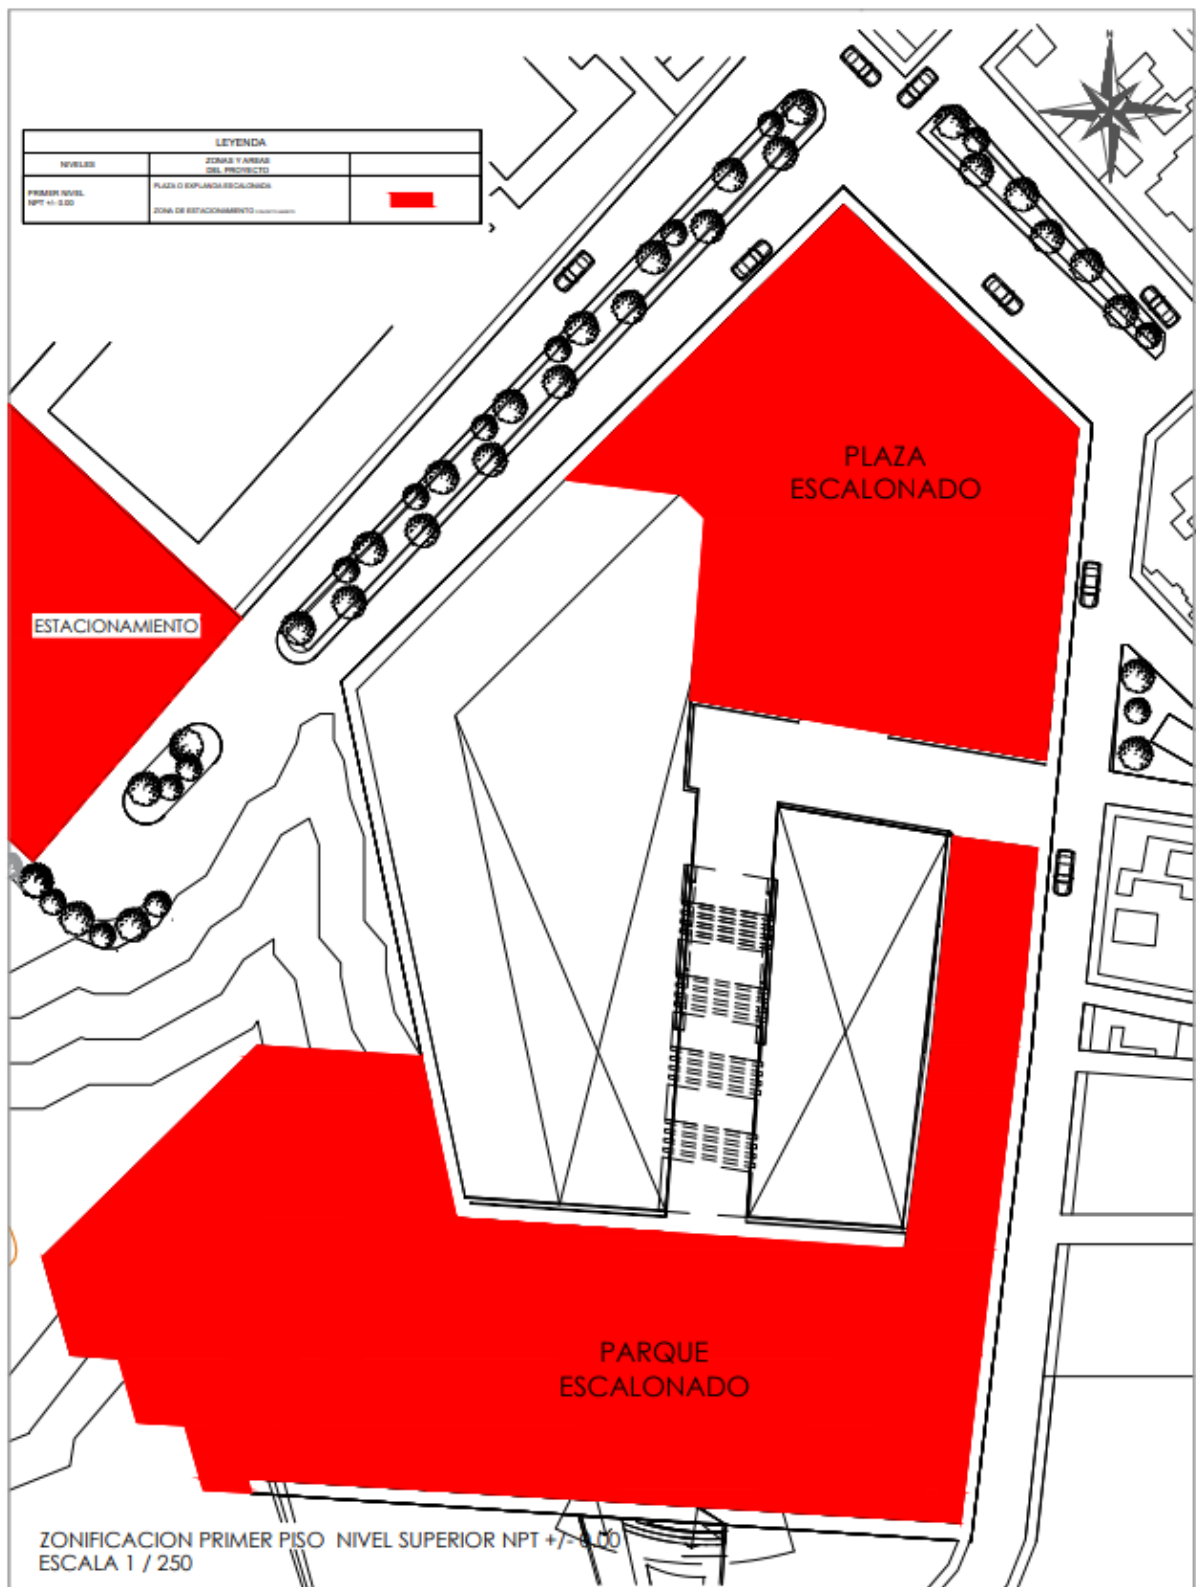 N
LEYENDA
NIVELES
ZONAS Y AREAS
DEL PROYECTO
PRIMER NIVEL
NPT +/- 0.00
PLAZA O EXPLANDA ESCALONADA
ZONA DE ESTACIONAMIENTO
PLAZA
ESCALONADO
ESTACIONAMIENTO
PARQUE
ESCALONADO
ZONIFICACION PRIMER PISO NIVEL SUPERIOR NPT +/- 0.00
ESCALA 1 / 250